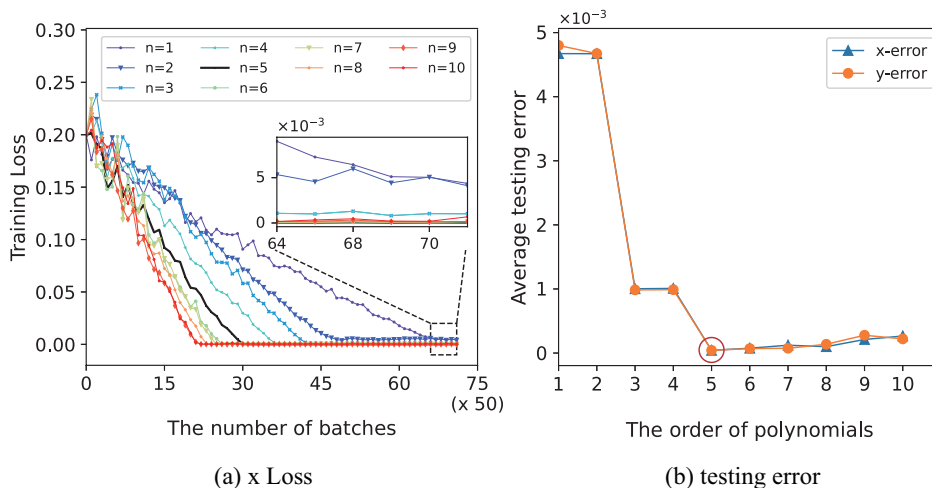 0.30
0.25
0.20
0.15
0.10
0.05
0.00
Training Loss
n=1 n=4 n=7 n=9
n=2 n=5 n=8 n=10
n=3 n=6
×10⁻³
5
0
64 68 70
0 15 30 45 60 75
(x 50)
The number of batches
(a) x Loss
×10⁻³
5
4
3
2
1
0
Average testing error
x-error
y-error
1 2 3 4 5 6 7 8 9 10
The order of polynomials
(b) testing error